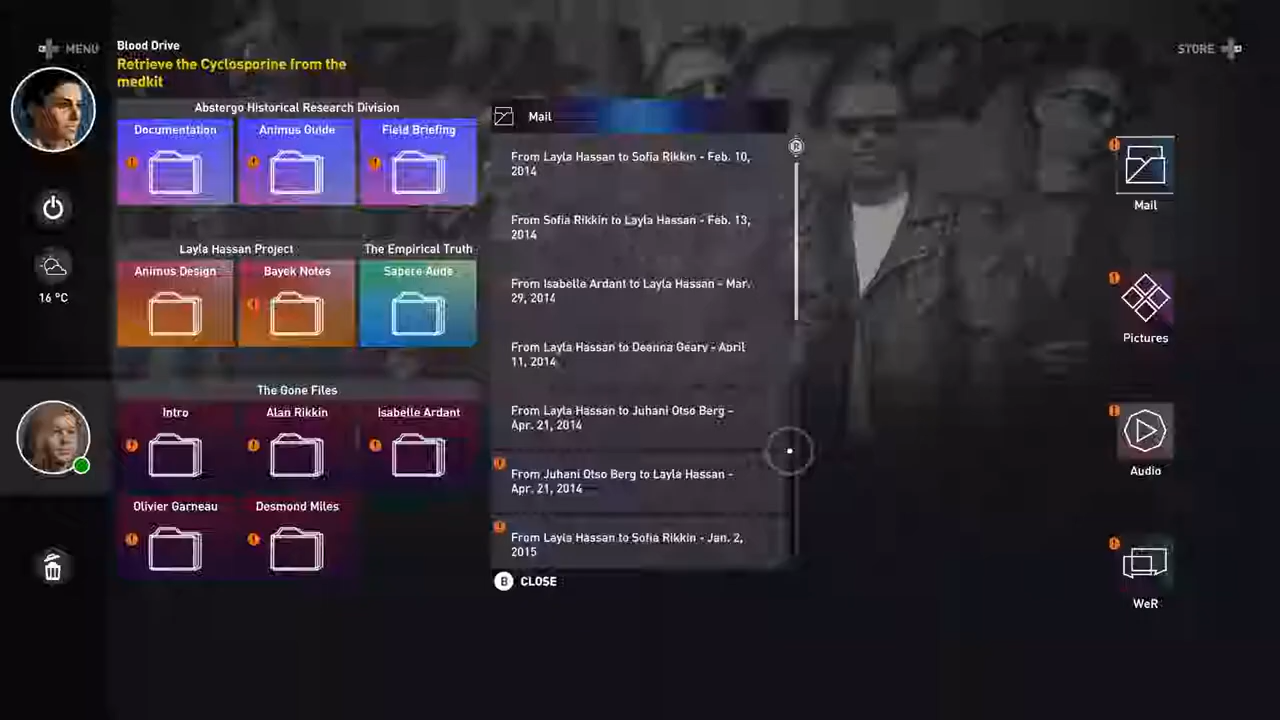 MENU
STORE
Blood Drive
Retrieve the Cyclosporine from the
medkit
Abstergo Historical Research Division
Documentation
Animus Guide
Field Briefing
Layla Hassan Project
The Empirical Truth
Animus Design
Bayek Notes
Sapere Aude
16 °C
The Gone Files
Intro
Alan Rikkin
Isabelle Ardant
Olivier Garneau
Desmond Miles
Mail
R
From Layla Hassan to Sofia Rikkin - Feb. 10,
2014
From Sofia Rikkin to Layla Hassan - Feb. 13,
2014
From Isabelle Ardant to Layla Hassan - Mar.
29, 2014
From Layla Hassan to Deanna Geary - April
11, 2014
From Layla Hassan to Juhani Otso Berg -
Apr. 21, 2014
From Juhani Otso Berg to Layla Hassan -
Apr. 21, 2014
From Layla Hassan to Sofia Rikkin - Jan. 2,
2015
B CLOSE
Mail
Pictures
Audio
WeR